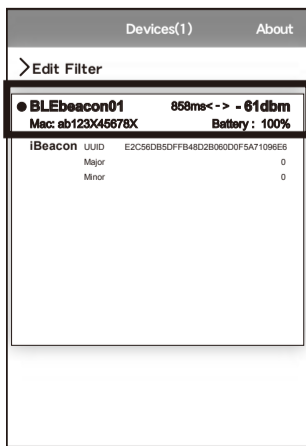 Devices(1) About
Edit Filter
BLEbeacon01 858ms<-> -61dbm
Mac: ab123X45678X Battery: 100%
iBeacon UUID E2C56DB5DFFB48D2B060D0F5A71096E6
Major 0
Minor 0